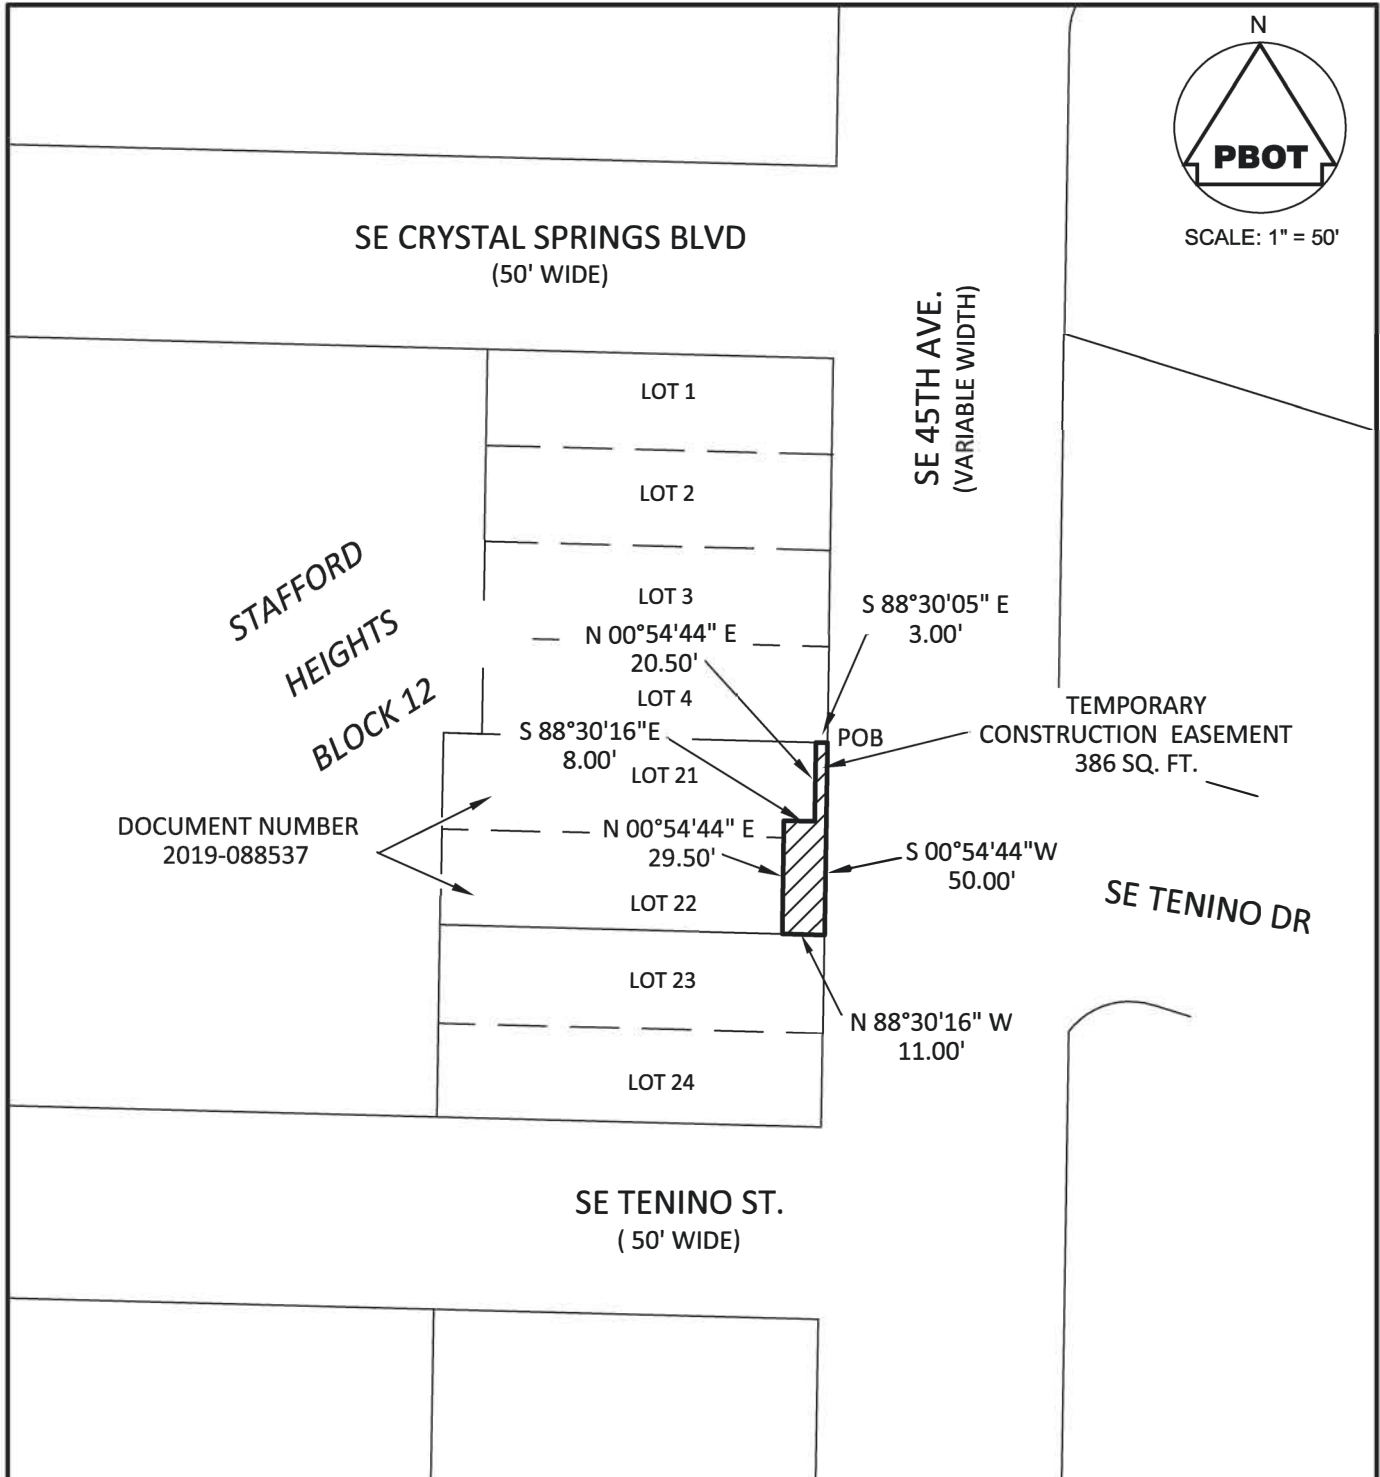 N
PBOT
SCALE: 1" = 50'
SE CRYSTAL SPRINGS BLVD
(50' WIDE)
SE 45TH AVE.
(VARIABLE WIDTH)
LOT 1
LOT 2
LOT 3
STAFFORD
HEIGHTS
BLOCK 12
N 00°54'44" E
20.50'
S 88°30'05" E
3.00'
LOT 4
S 88°30'16"E
8.00'
POB
TEMPORARY
CONSTRUCTION EASEMENT
386 SQ. FT.
LOT 21
DOCUMENT NUMBER
2019-088537
N 00°54'44" E
29.50'
S 00°54'44"W
50.00'
LOT 22
SE TENINO DR
LOT 23
N 88°30'16" W
11.00'
LOT 24
SE TENINO ST.
( 50' WIDE)